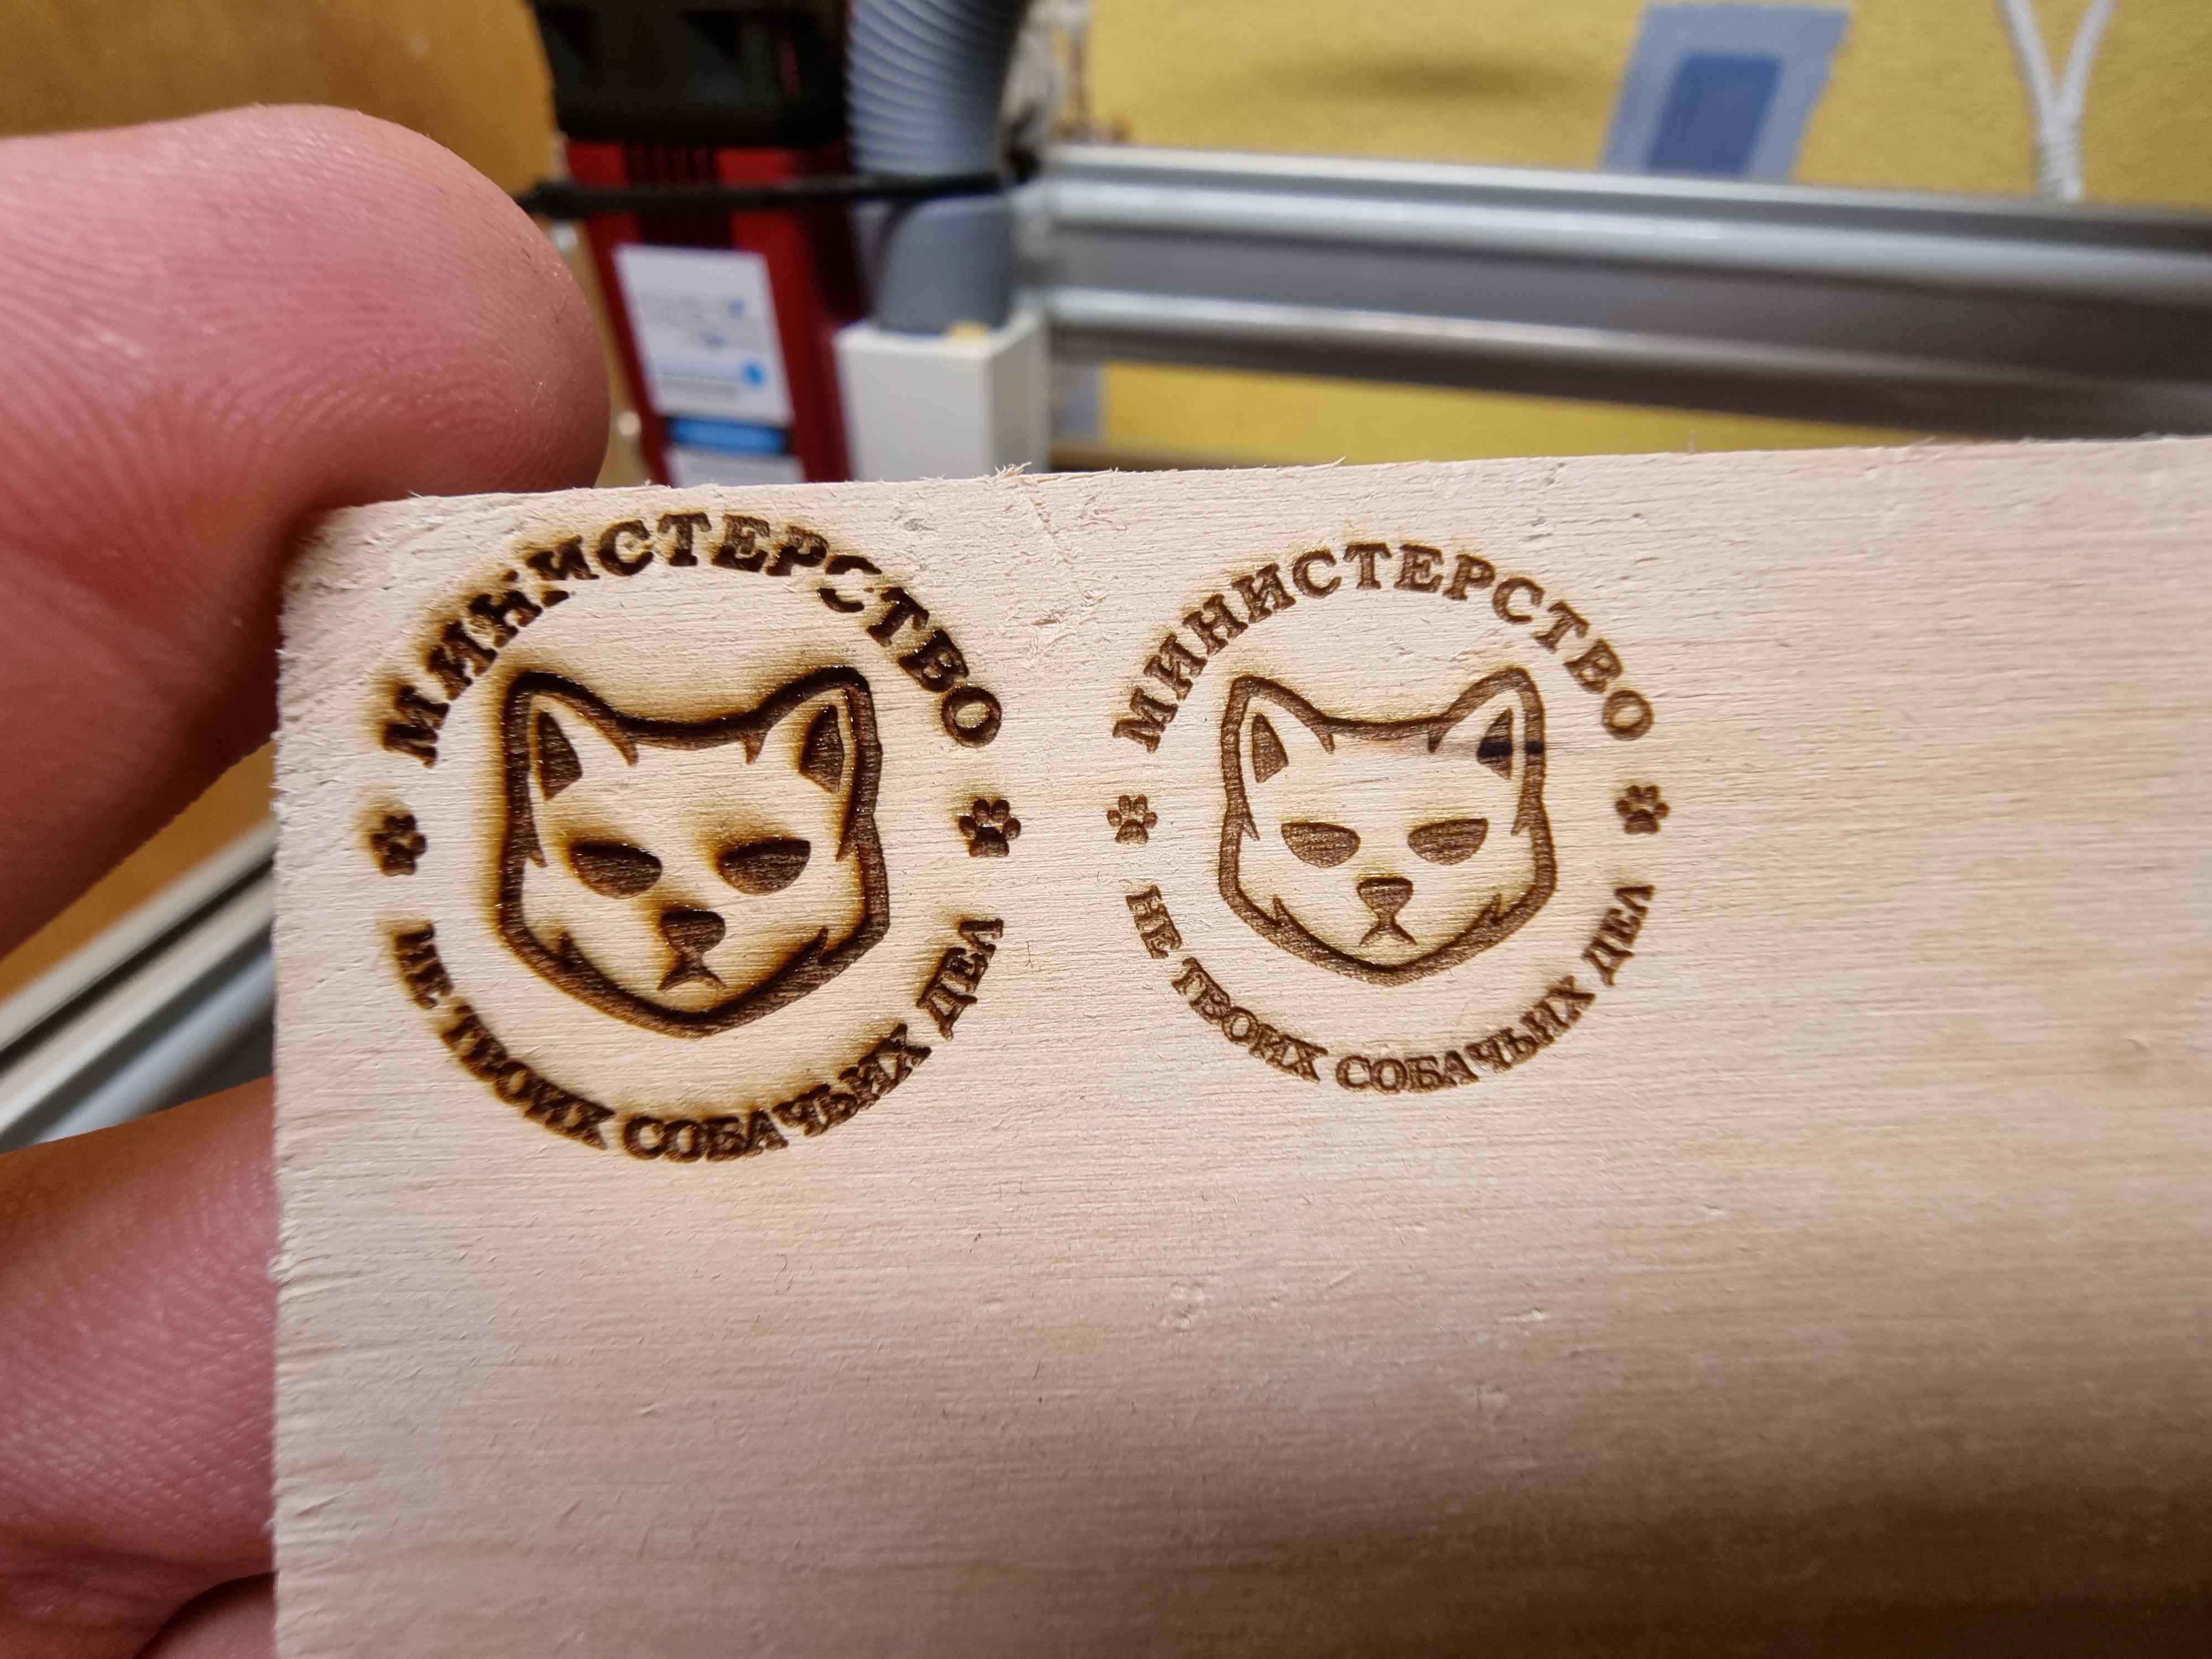 МИНИСТЕРСТВО
НЕ ТВОИХ СОБАЧЬИХ ДЕЛ
МИНИСТЕРСТВО
НЕ ТВОИХ СОБАЧЬИХ ДЕЛ